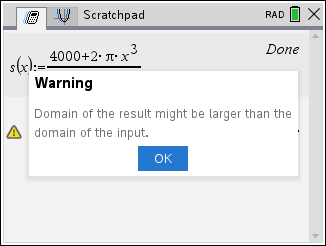 Scratchpad
RAD
Done
s(x):=4000+2·π·x³
Warning
Domain of the result might be larger than the
domain of the input.
OK